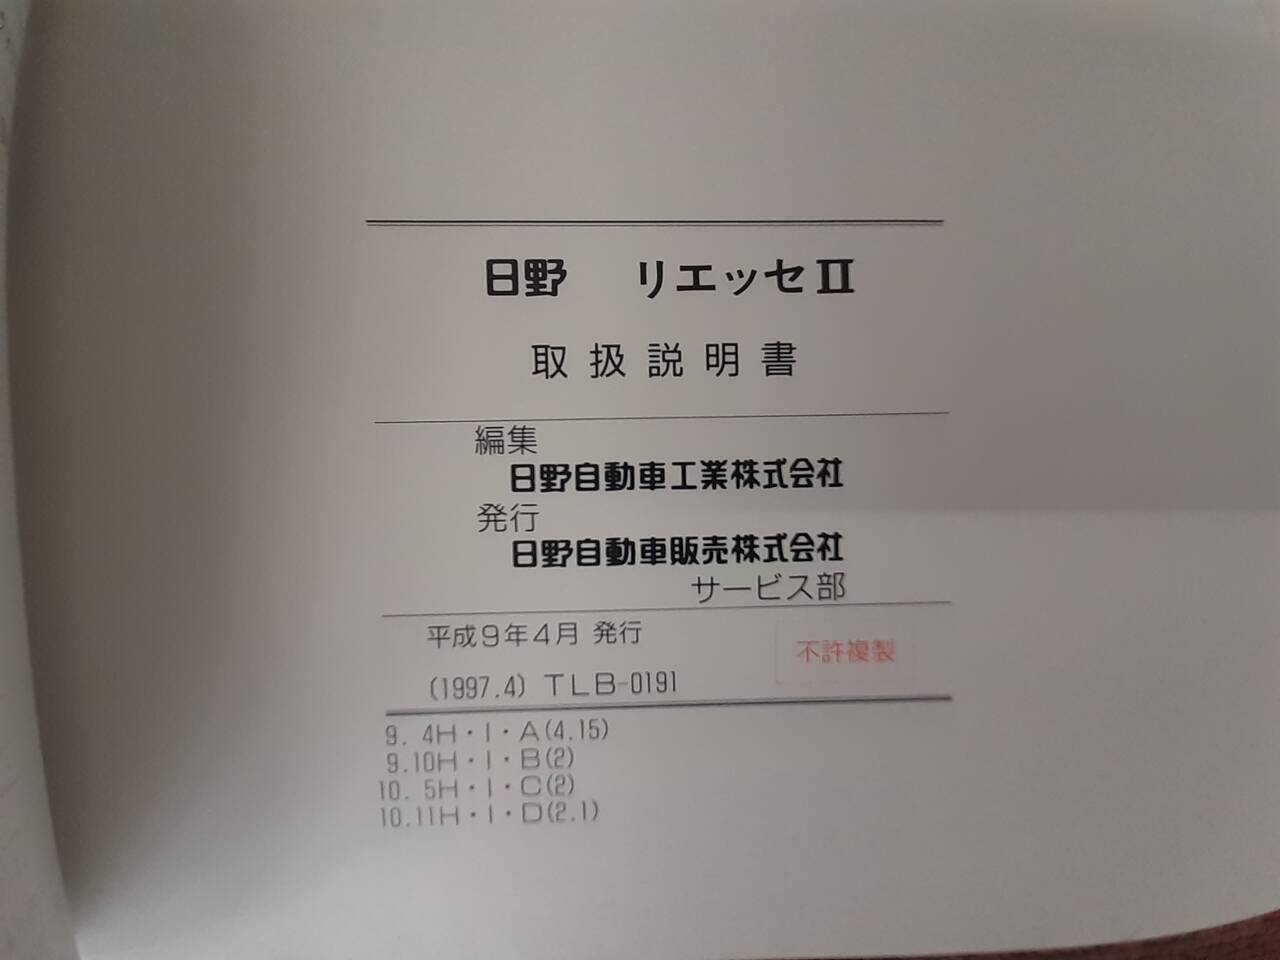 日野 リエッセII
取扱説明書
編集
日野自動車工業株式会社
発行
日野自動車販売株式会社
サービス部
平成9年4月 発行
不許複製
(1997.4) TLB-0191
9. 4H・I・A(4.15)
9.10H・I・B(2)
10. 5H・I・C(2)
10.11H・I・D(2.1)